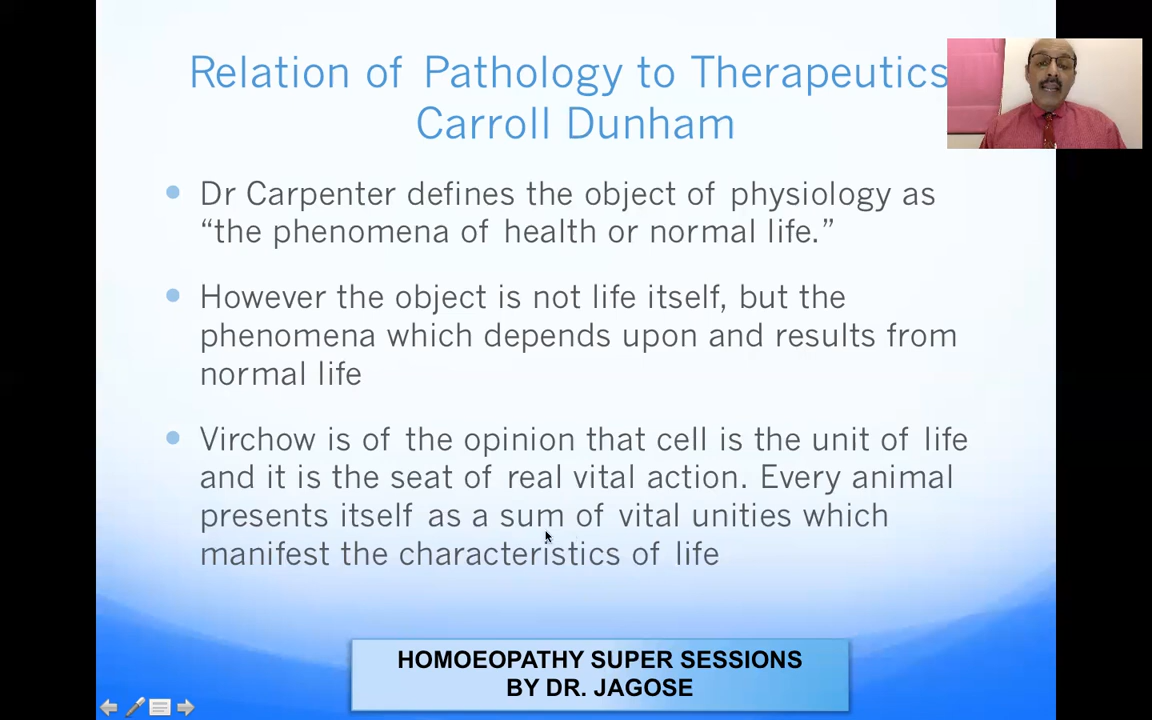 Relation of Pathology to Therapeutics
Carroll Dunham
Dr Carpenter defines the object of physiology as
“the phenomena of health or normal life.”
However the object is not life itself, but the
phenomena which depends upon and results from
normal life
Virchow is of the opinion that cell is the unit of life
and it is the seat of real vital action. Every animal
presents itself as a sum of vital unities which
manifest the characteristics of life
HOMOEOPATHY SUPER SESSIONS
BY DR. JAGOSE